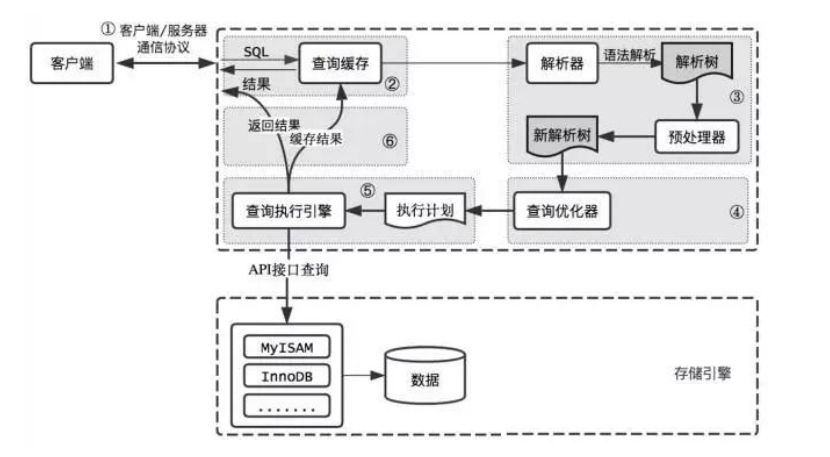 ① 客户端/服务器
通信协议
客户端
SQL
结果
查询缓存
②
解析器
语法解析
解析树
③
新解析树
预处理器
返回结果
缓存结果
⑥
查询执行引擎
⑤
执行计划
查询优化器
④
API接口查询
MyISAM
InnoDB
.......
数据
存储引擎